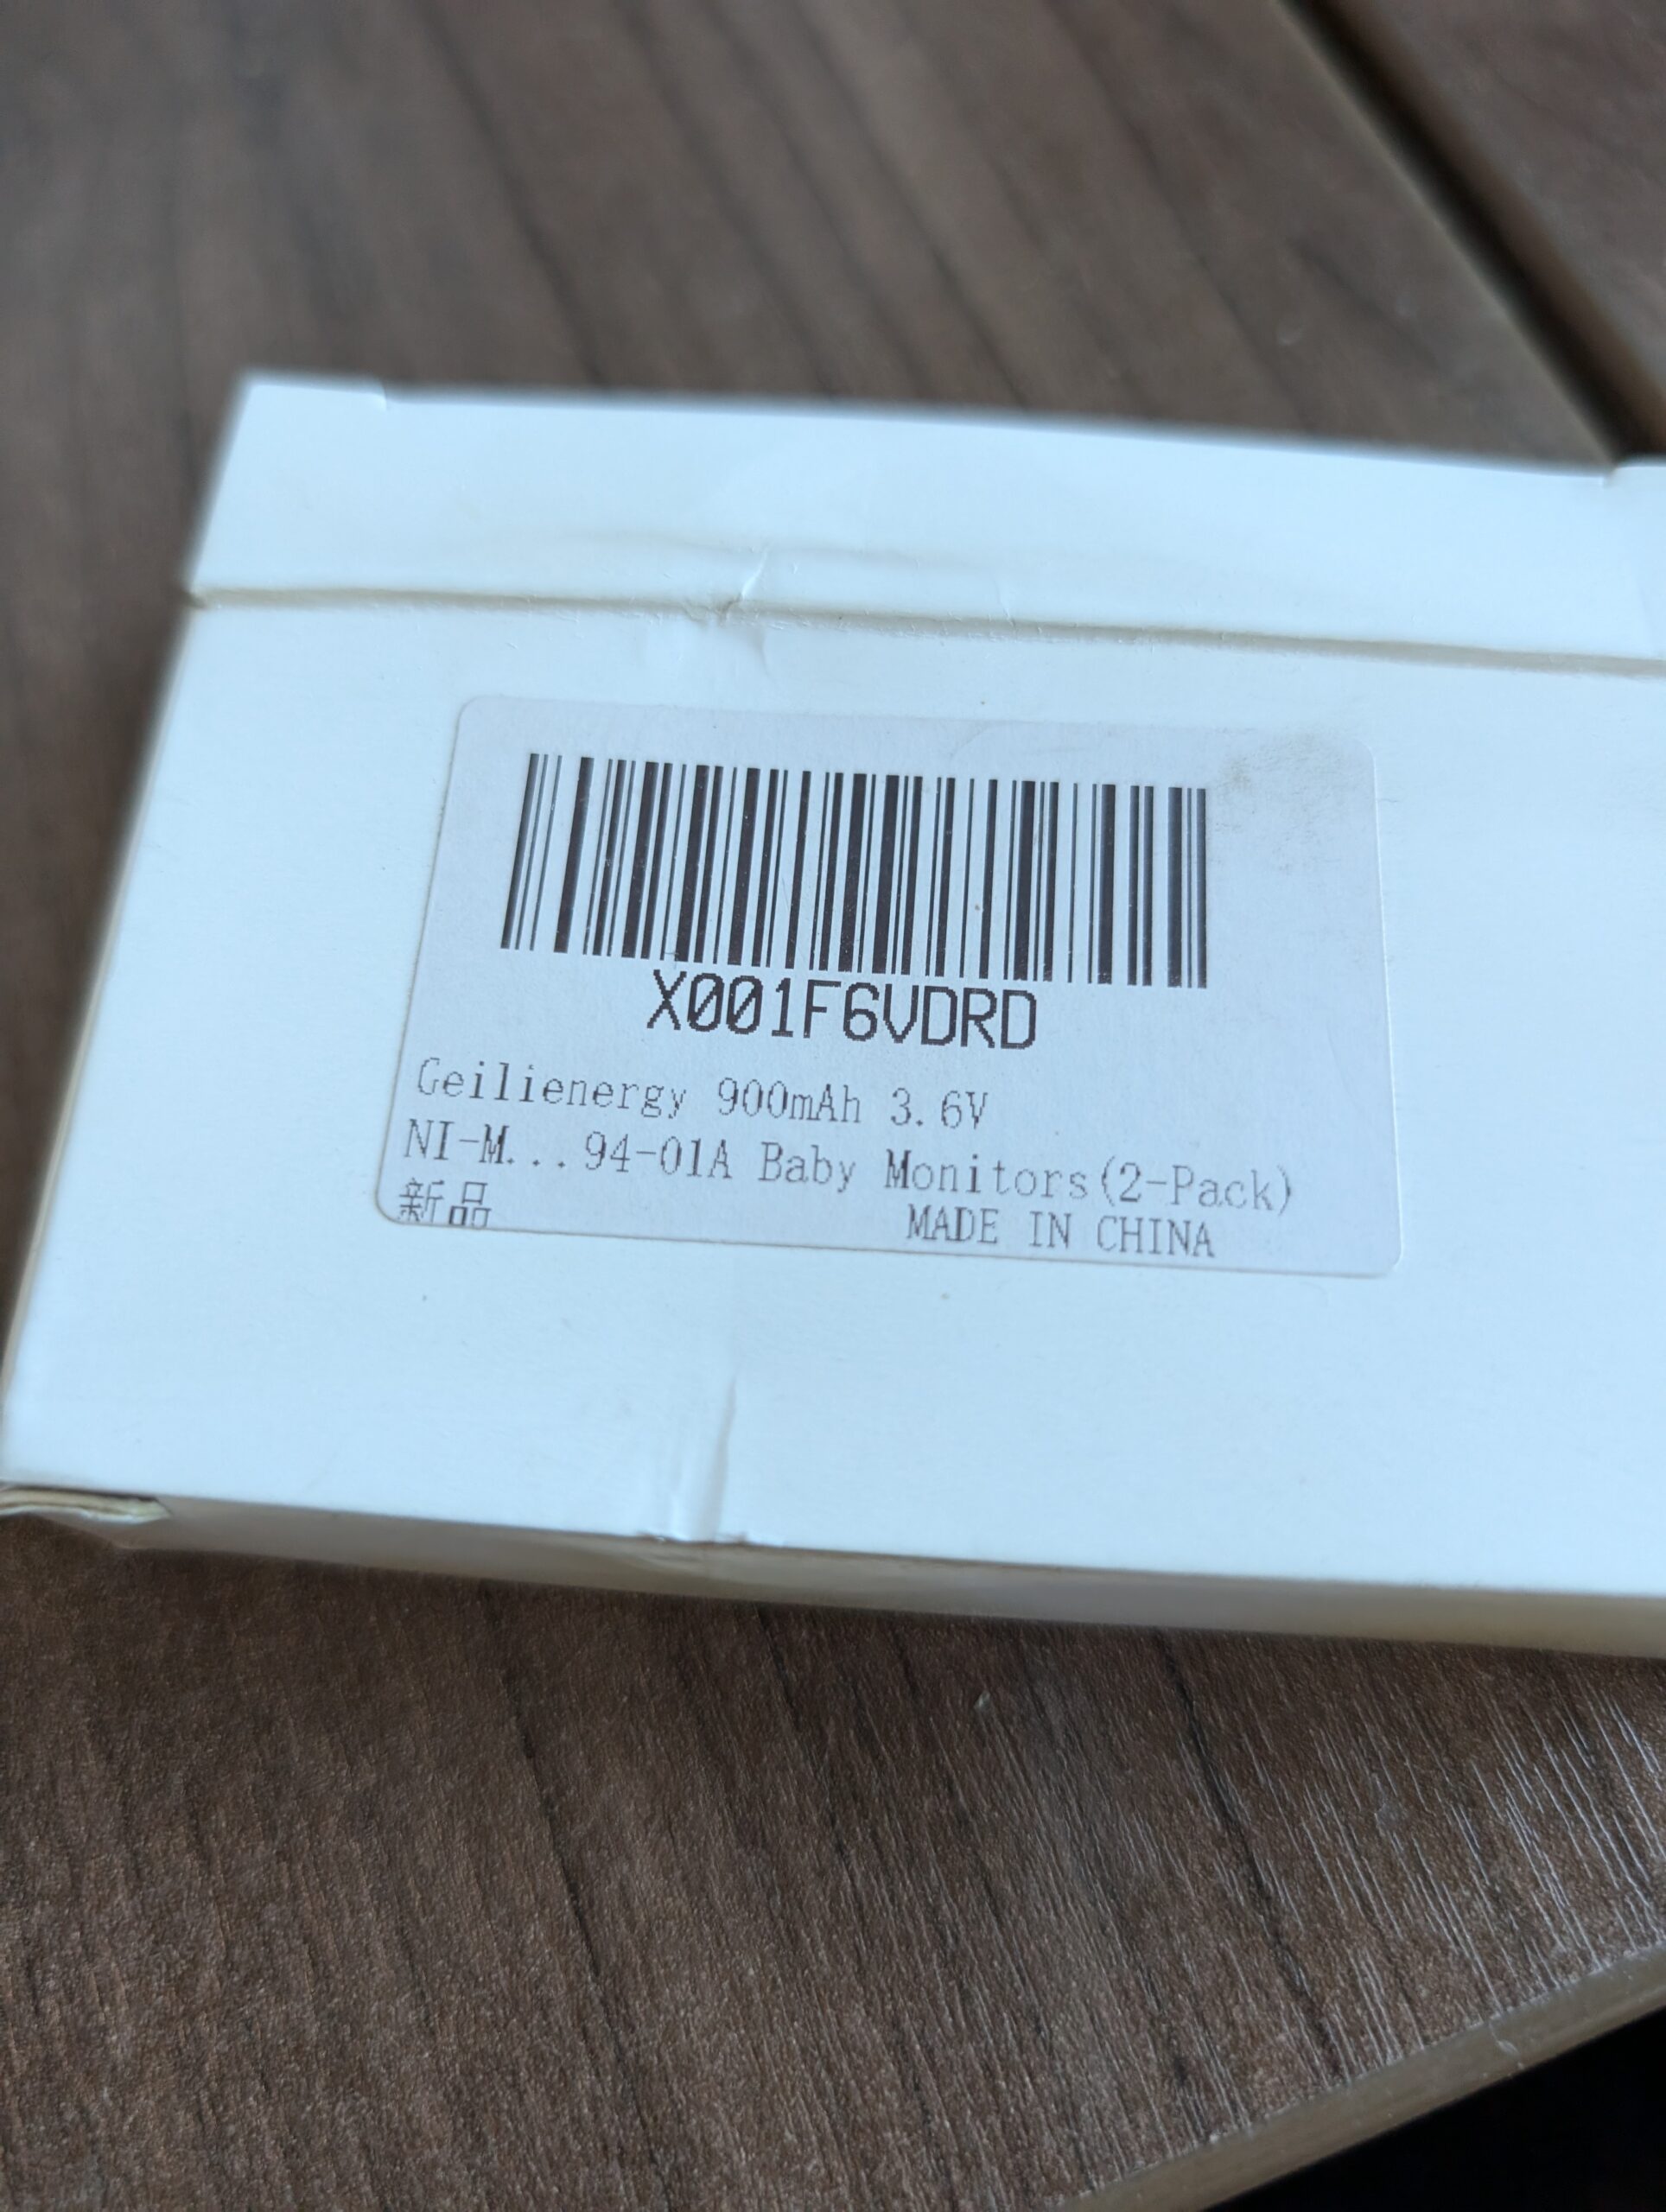 X001F6VDRD
Geilienergy 900mAh 3.6V
NI-M...94-01A Baby Monitors(2-Pack)
新品 MADE IN CHINA